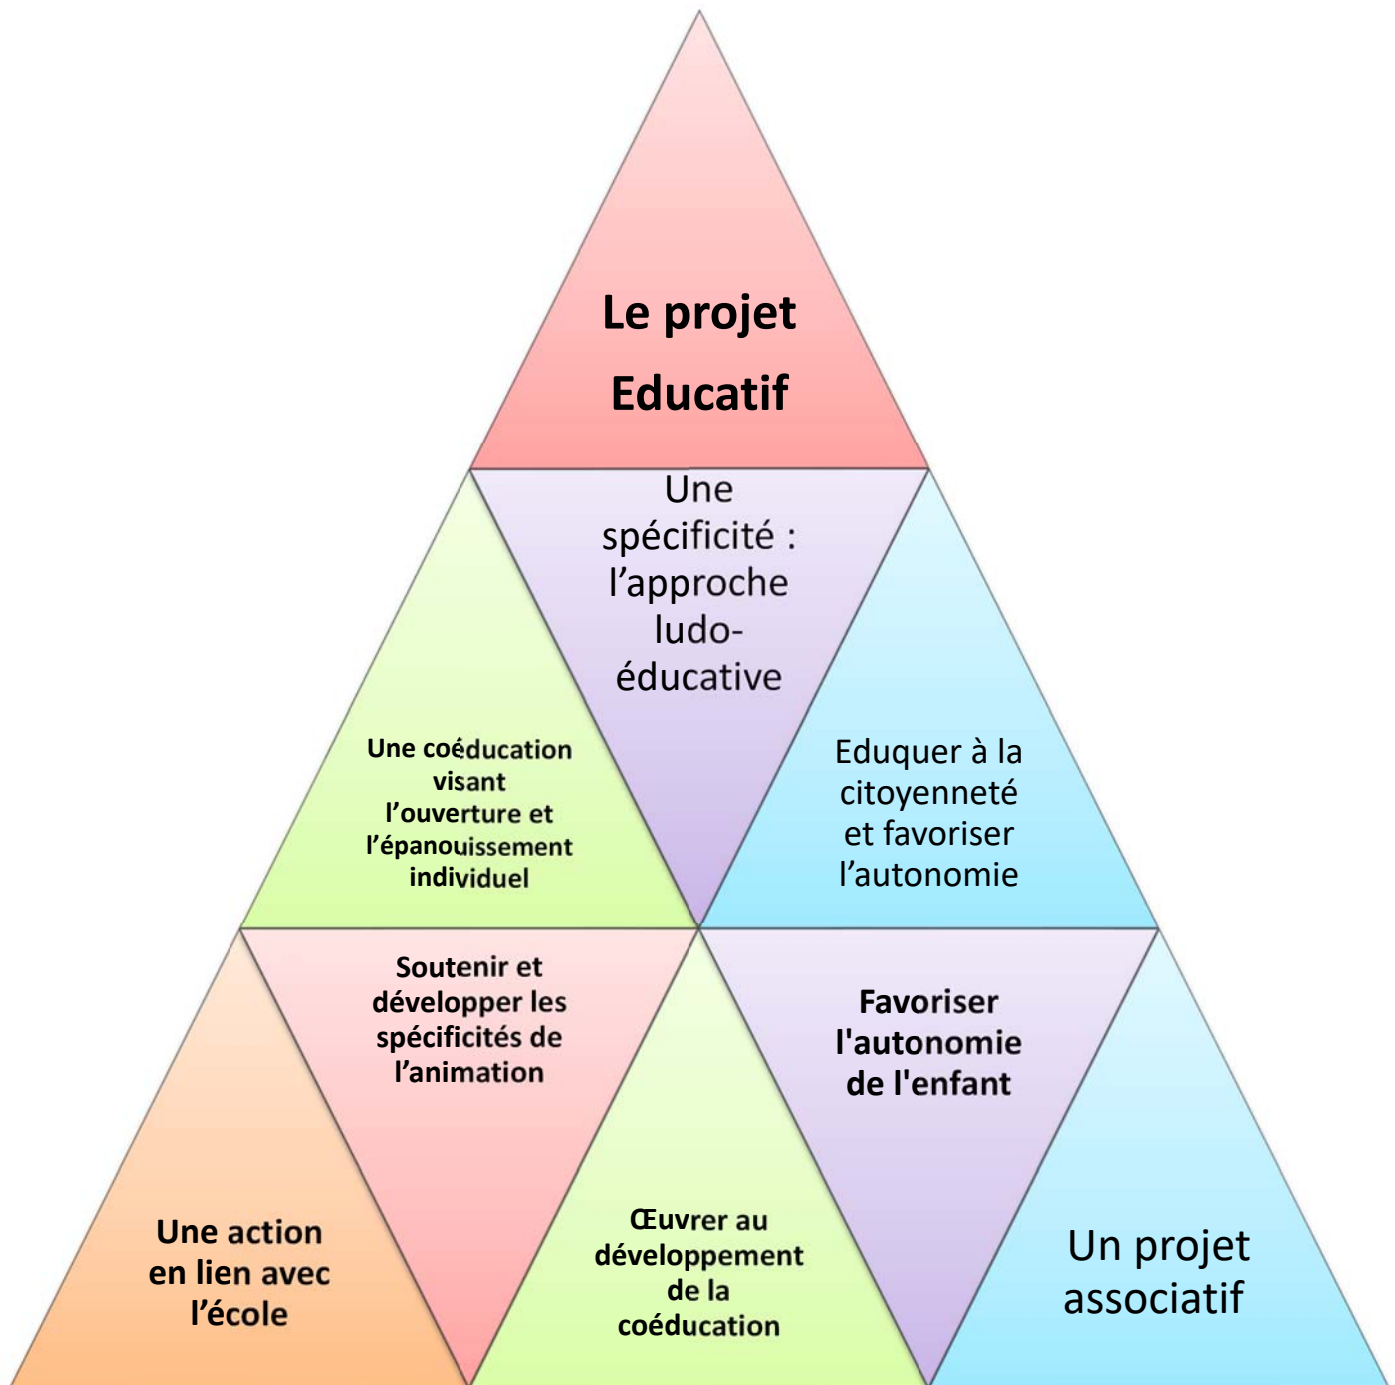 Le projet
Educatif
Une
spécificité :
l’approche
ludo-
éducative
Une coéducation
visant
l’ouverture et
l’épanouissement
individuel
Eduquer à la
citoyenneté
et favoriser
l’autonomie
Soutenir et
développer les
spécificités de
l’animation
Favoriser
l'autonomie
de l'enfant
Une action
en lien avec
l’école
Œuvrer au
développement
de la
coéducation
Un projet
associatif